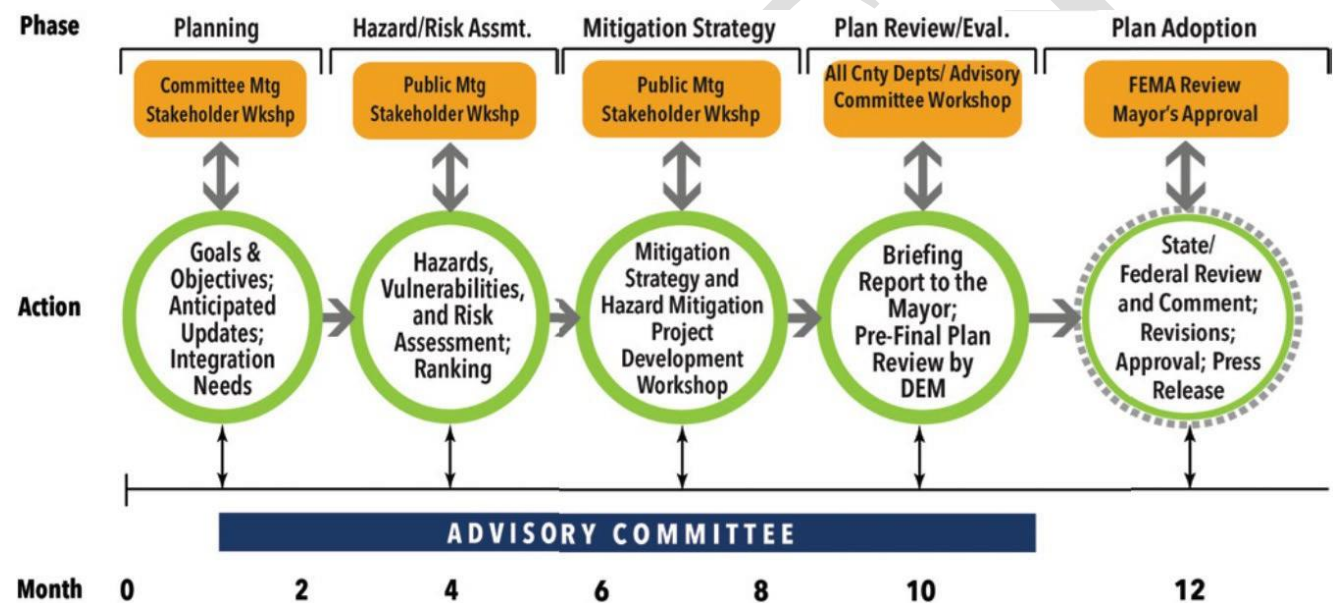 Phase
Planning
Hazard/Risk Assmt.
Mitigation Strategy
Plan Review/Eval.
Plan Adoption
Committee Mtg
Stakeholder Wkshp
Public Mtg
Stakeholder Wkshp
Public Mtg
Stakeholder Wkshp
All Cnty Depts/ Advisory
Committee Workshop
FEMA Review
Mayor's Approval
Action
Goals &
Objectives;
Anticipated
Updates;
Integration
Needs
Hazards,
Vulnerabilities,
and Risk
Assessment;
Ranking
Mitigation
Strategy and
Hazard Mitigation
Project
Development
Workshop
Briefing
Report to the
Mayor;
Pre-Final Plan
Review by
DEM
State/
Federal Review
and Comment;
Revisions;
Approval; Press
Release
ADVISORY COMMITTEE
Month 0 2 4 6 8 10 12